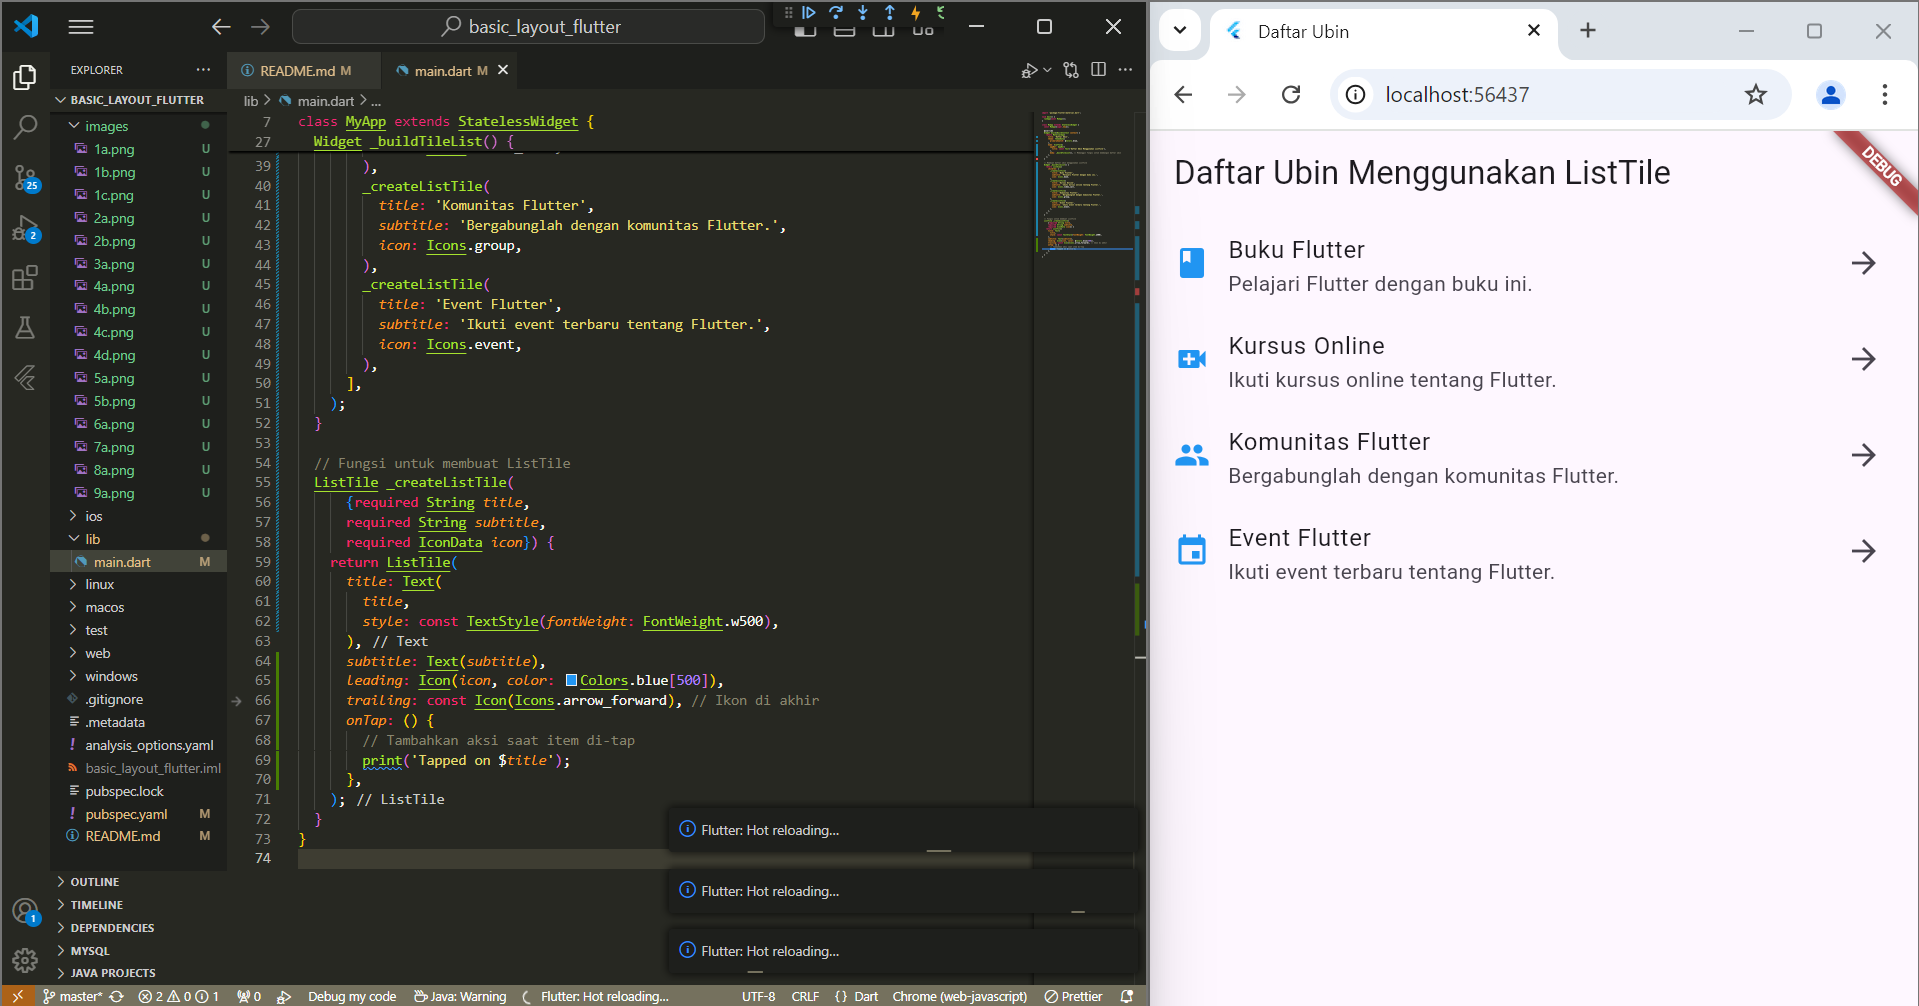 basic_layout_flutter
EXPLORER
BASIC_LAYOUT_FLUTTER
images
1a.png U
1b.png U
1c.png U
2a.png U
2b.png U
3a.png U
4a.png U
4b.png U
4c.png U
4d.png U
5a.png U
5b.png U
6a.png U
7a.png U
8a.png U
9a.png U
ios
lib
main.dart M
linux
macos
test
web
windows
.gitignore
.metadata
analysis_options.yaml
basic_layout_flutter.iml
pubspec.lock
pubspec.yaml M
README.md M
OUTLINE
TIMELINE
DEPENDENCIES
MYSQL
JAVA PROJECTS
25
2
1
README.md M
main.dart M
lib > main.dart > ...
7 class MyApp extends StatelessWidget {
27 Widget _buildTileList() {
39 ),
40 _createListTile(
41 title: 'Komunitas Flutter',
42 subtitle: 'Bergabunglah dengan komunitas Flutter.',
43 icon: Icons.group,
44 ),
45 _createListTile(
46 title: 'Event Flutter',
47 subtitle: 'Ikuti event terbaru tentang Flutter.',
48 icon: Icons.event,
49 ),
50 ],
51 );
52 }
53
54 // Fungsi untuk membuat ListTile
55 ListTile _createListTile(
56 {required String title,
57 required String subtitle,
58 required IconData icon}) {
59 return ListTile(
60 title: Text(
61 title,
62 style: const TextStyle(fontWeight: FontWeight.w500),
63 ), // Text
64 subtitle: Text(subtitle),
65 leading: Icon(icon, color: Colors.blue[500]),
66 trailing: const Icon(Icons.arrow_forward), // Ikon di akhir
67 onTap: () {
68 // Tambahkan aksi saat item di-tap
69 print('Tapped on $title');
70 },
71 ); // ListTile
72 }
73 }
74
Flutter: Hot reloading...
Flutter: Hot reloading...
Flutter: Hot reloading...
master* 2 0 1 0 Debug my code Java: Warning Flutter: Hot reloading... UTF-8 CRLF {} Dart Chrome (web-javascript) Prettier
Daftar Ubin
localhost:56437
DEBUG
Daftar Ubin Menggunakan ListTile
Buku Flutter
Pelajari Flutter dengan buku ini.
Kursus Online
Ikuti kursus online tentang Flutter.
Komunitas Flutter
Bergabunglah dengan komunitas Flutter.
Event Flutter
Ikuti event terbaru tentang Flutter.